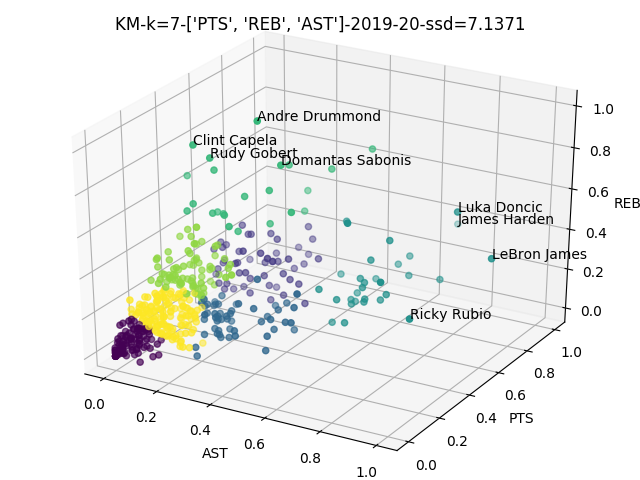 KM-k=7-['PTS', 'REB', 'AST']-2019-20-ssd=7.1371
Andre Drummond
Clint Capela
Rudy Gobert
Domantas Sabonis
Luka Doncic
James Harden
LeBron James
Ricky Rubio
1.0
0.8
0.6
REB
0.4
0.2
0.0
1.0
0.8
0.6
0.4
PTS
0.2
0.0
0.0
0.2
0.4
AST
0.6
0.8
1.0